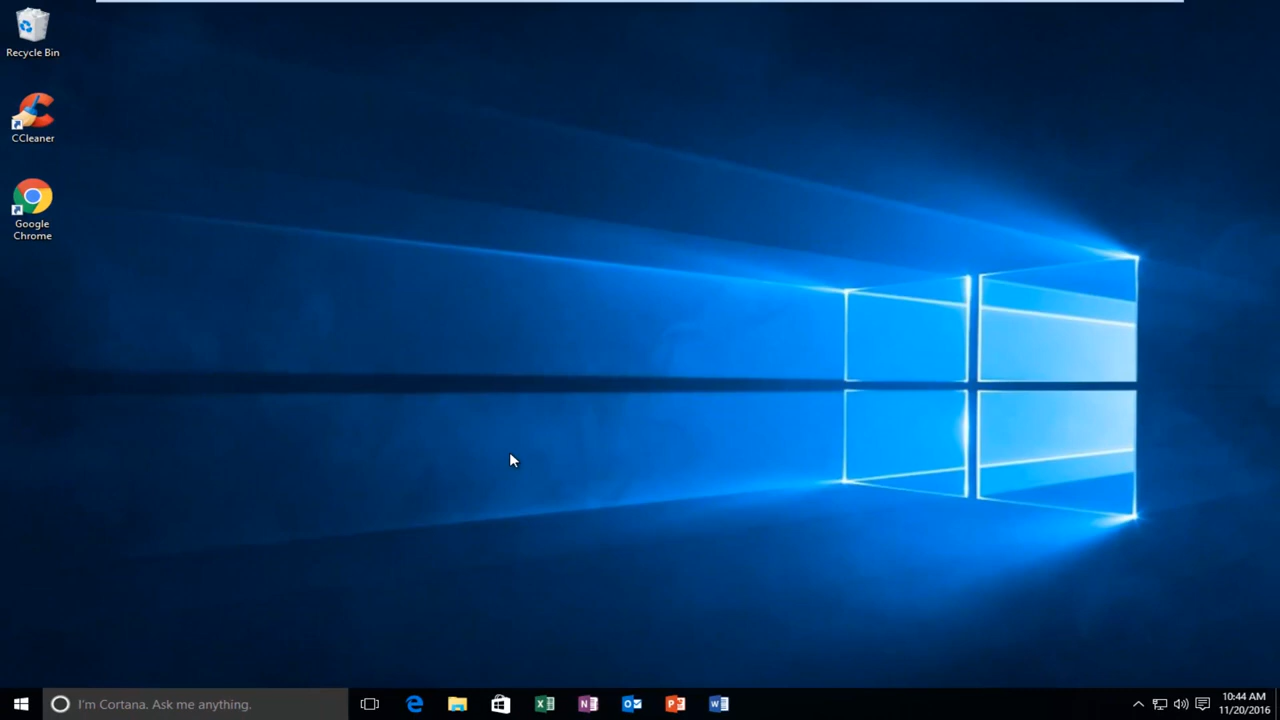 Recycle Bin
CCleaner
Google
Chrome
I'm Cortana. Ask me anything.
10:44 AM
11/20/2016